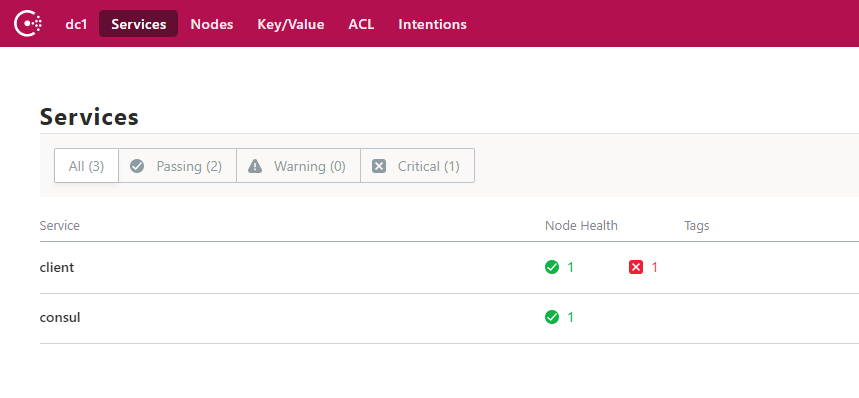 dc1 Services Nodes Key/Value ACL Intentions
Services
All (3) Passing (2) Warning (0) Critical (1)
Service Node Health Tags
client 1 1
consul 1